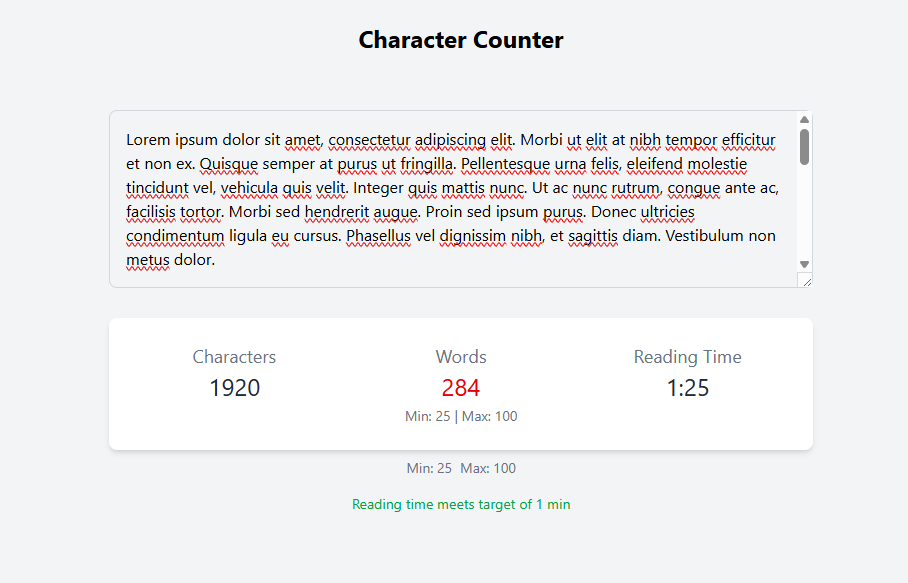 Character Counter
Lorem ipsum dolor sit amet, consectetur adipiscing elit. Morbi ut elit at nibh tempor efficitur
et non ex. Quisque semper at purus ut fringilla. Pellentesque urna felis, eleifend molestie
tincidunt vel, vehicula quis velit. Integer quis mattis nunc. Ut ac nunc rutrum, congue ante ac,
facilisis tortor. Morbi sed hendrerit augue. Proin sed ipsum purus. Donec ultricies
condimentum ligula eu cursus. Phasellus vel dignissim nibh, et sagittis diam. Vestibulum non
metus dolor.
Characters Words Reading Time
1920 284 1:25
Min: 25 | Max: 100
Min: 25 Max: 100
Reading time meets target of 1 min